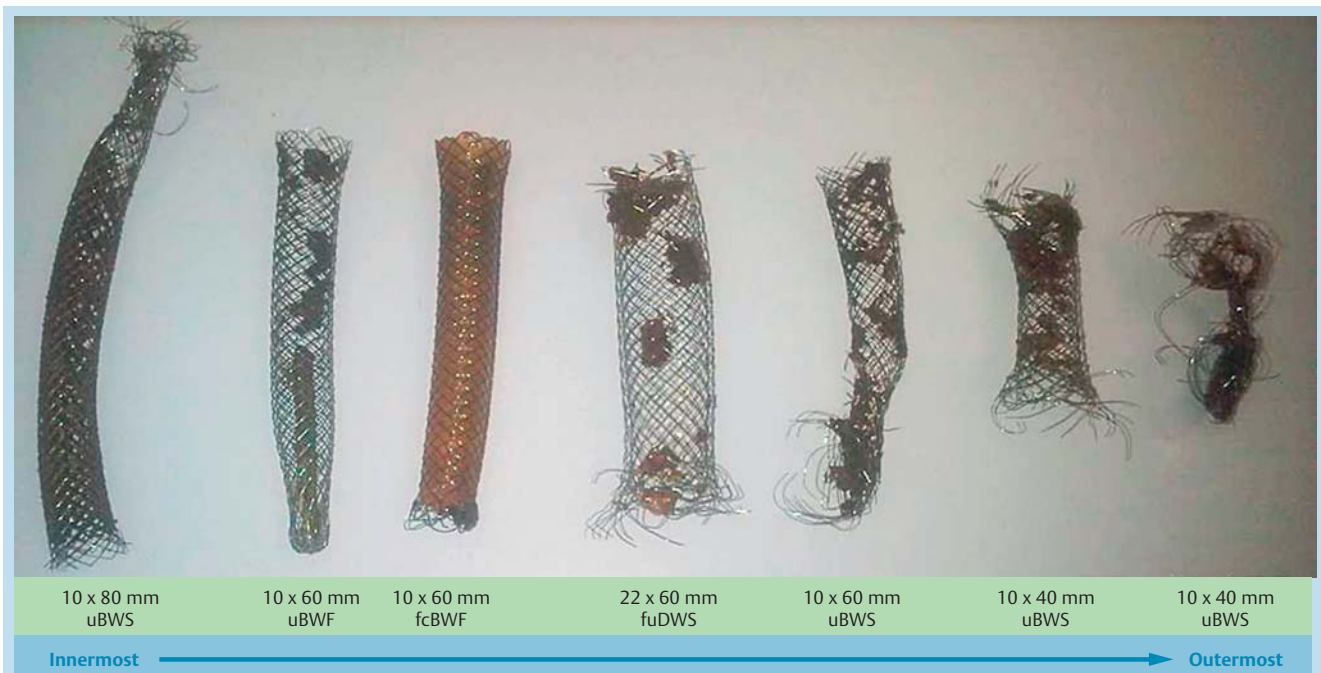 10 x 80 mm
uBWS
10 x 60 mm
uBWF
10 x 60 mm
fcBWF
22 x 60 mm
fuDWS
10 x 60 mm
uBWS
10 x 40 mm
uBWS
10 x 40 mm
uBWS
Innermost
Outermost